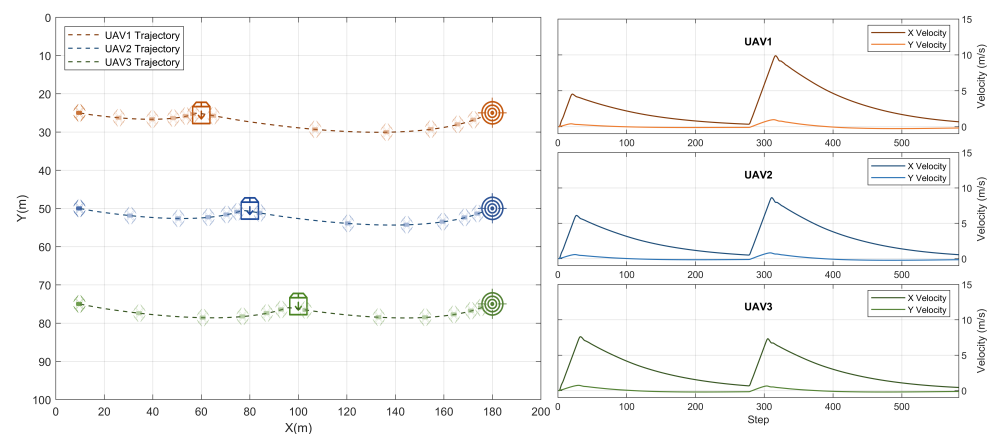 0
10
20
30
40
50
60
70
80
90
100
Y(m)
UAV1 Trajectory
UAV2 Trajectory
UAV3 Trajectory
0 20 40 60 80 100 120 140 160 180 200
X(m)
UAV1
X Velocity
Y Velocity
15
10
5
0
Velocity (m/s)
0 100 200 300 400 500
UAV2
X Velocity
Y Velocity
15
10
5
0
Velocity (m/s)
0 100 200 300 400 500
UAV3
X Velocity
Y Velocity
15
10
5
0
Velocity (m/s)
0 100 200 300 400 500
Step